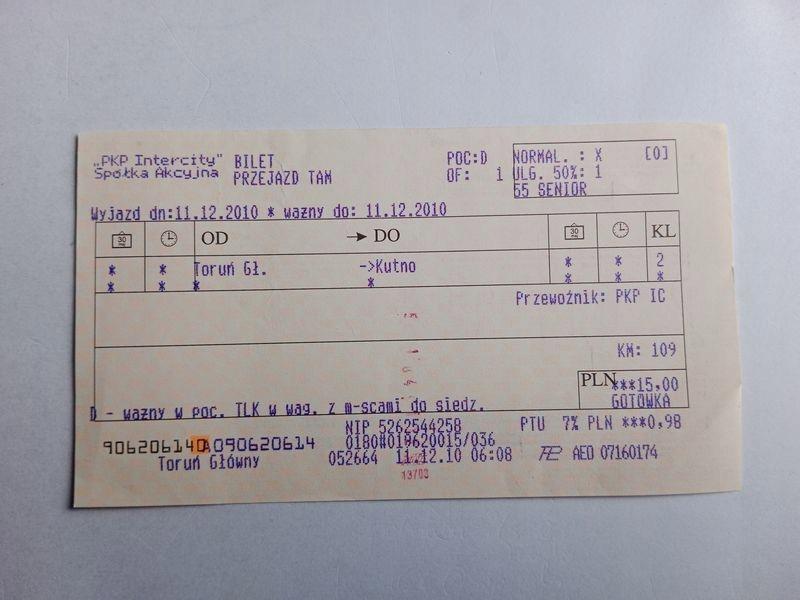 „PKP Intercity" BILET POC:D NORMAL. : X [0]
Spółka Akcyjna PRZEJAZD TAM OF: 1 ULG. 50%: 1
55 SENIOR
Wyjazd dn:11.12.2010 * ważny do: 11.12.2010
OD → DO KL
* * Toruń Gł. ->Kutno * * 2
* * * * * * *
Przewoźnik: PKP IC
KM: 109
PLN ***15,00
GOTÓWKA
D - ważny w poc. TLK w wag. z m-scami do siedz.
NIP 5262544258 PTU 7% PLN ***0,98
906206140 A090620614 0180#019620015/036
Toruń Główny 052664 11.12.10 06:08 AEO 07160174